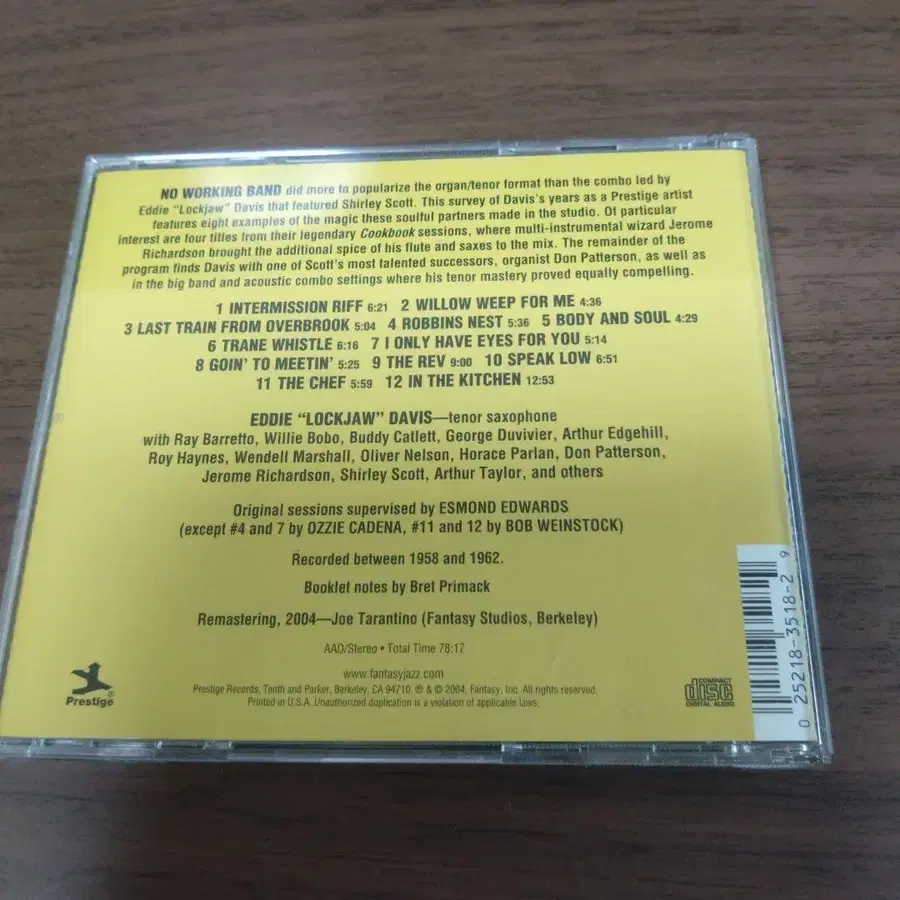 NO WORKING BAND did more to popularize the organ/tenor format than the combo led by
Eddie "Lockjaw" Davis that featured Shirley Scott. This survey of Davis's years as a Prestige artist
features eight examples of the magic these soulful partners made in the studio. Of particular
interest are four titles from their legendary Cookbook sessions, where multi-instrumental wizard Jerome
Richardson brought the additional spice of his flute and saxes to the mix. The remainder of the
program finds Davis with one of Scott's most talented successors, organist Don Patterson, as well as
in the big band and acoustic combo settings where his tenor mastery proved equally compelling.
1 INTERMISSION RIFF 6:21 2 WILLOW WEEP FOR ME 4:36
3 LAST TRAIN FROM OVERBROOK 5:04 4 ROBBINS NEST 5:36 5 BODY AND SOUL 4:29
6 TRANE WHISTLE 6:16 7 I ONLY HAVE EYES FOR YOU 5:14
8 GOIN' TO MEETIN' 5:25 9 THE REV 9:00 10 SPEAK LOW 6:51
11 THE CHEF 5:59 12 IN THE KITCHEN 12:53
EDDIE "LOCKJAW" DAVIS—tenor saxophone
with Ray Barretto, Willie Bobo, Buddy Catlett, George Duvivier, Arthur Edgehill,
Roy Haynes, Wendell Marshall, Oliver Nelson, Horace Parlan, Don Patterson,
Jerome Richardson, Shirley Scott, Arthur Taylor, and others
Original sessions supervised by ESMOND EDWARDS
(except #4 and 7 by OZZIE CADENA, #11 and 12 by BOB WEINSTOCK)
Recorded between 1958 and 1962.
Booklet notes by Bret Primack
Remastering, 2004—Joe Tarantino (Fantasy Studios, Berkeley)
AAD/Stereo • Total Time 78:17
www.fantasyjazz.com
Prestige Records, Tenth and Parker, Berkeley, CA 94710. ℗ & © 2004, Fantasy, Inc. All rights reserved.
Printed in U.S.A. Unauthorized duplication is a violation of applicable laws.
Prestige®
COMPACT
disc
DIGITAL AUDIO
0 25218-3518-2 9